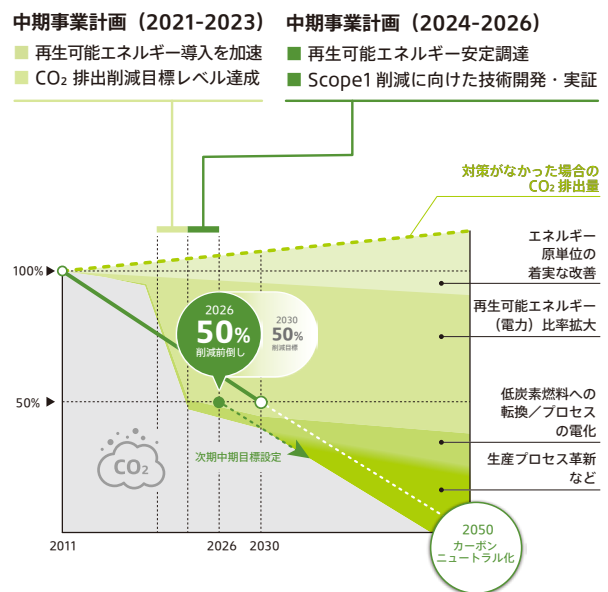 中期事業計画（2021-2023）
再生可能エネルギー導入を加速
CO₂ 排出削減目標レベル達成
中期事業計画（2024-2026）
再生可能エネルギー安定調達
Scope1 削減に向けた技術開発・実証
対策がなかった場合の
CO₂ 排出量
エネルギー
原単位の
着実な改善
再生可能エネルギー
（電力）比率拡大
低炭素燃料への
転換／プロセス
の電化
生産プロセス革新
など
100%
50%
2026
50%
削減前倒し
2030
50%
削減目標
CO₂
次期中期目標設定
2050
カーボン
ニュートラル化
2011
2026
2030